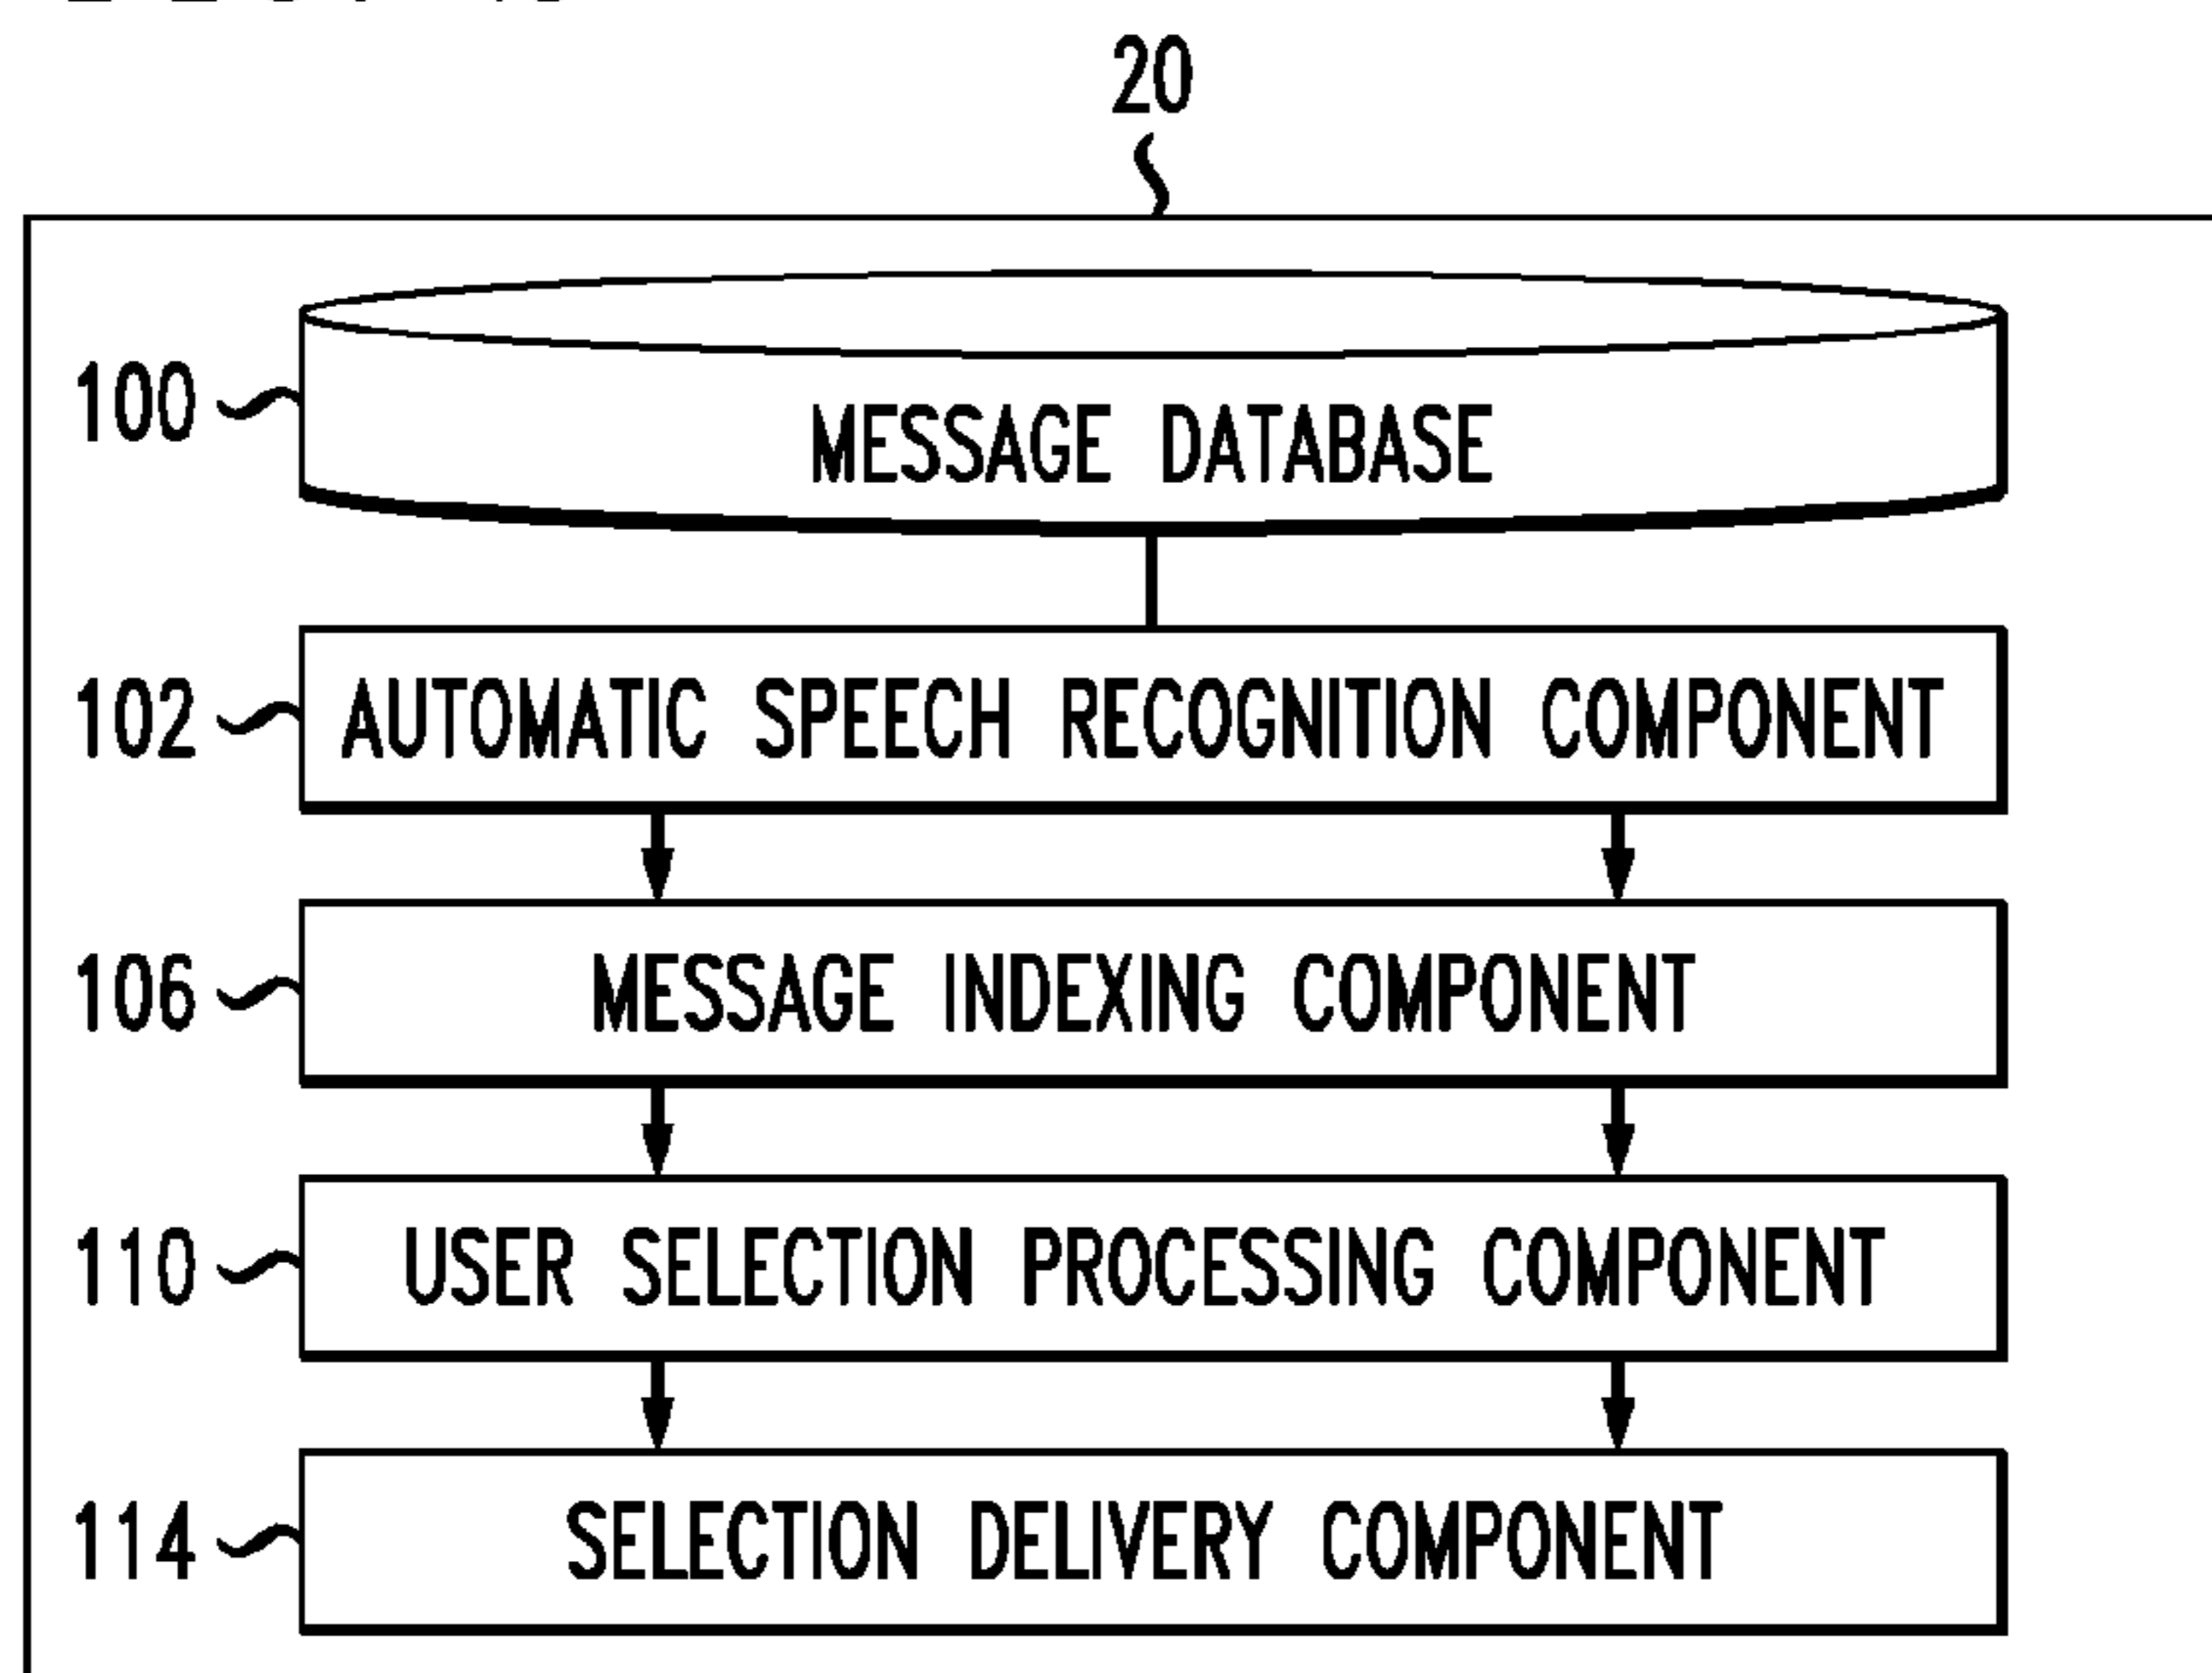 20
100
MESSAGE DATABASE
102
AUTOMATIC SPEECH RECOGNITION COMPONENT
106
MESSAGE INDEXING COMPONENT
110
USER SELECTION PROCESSING COMPONENT
114
SELECTION DELIVERY COMPONENT